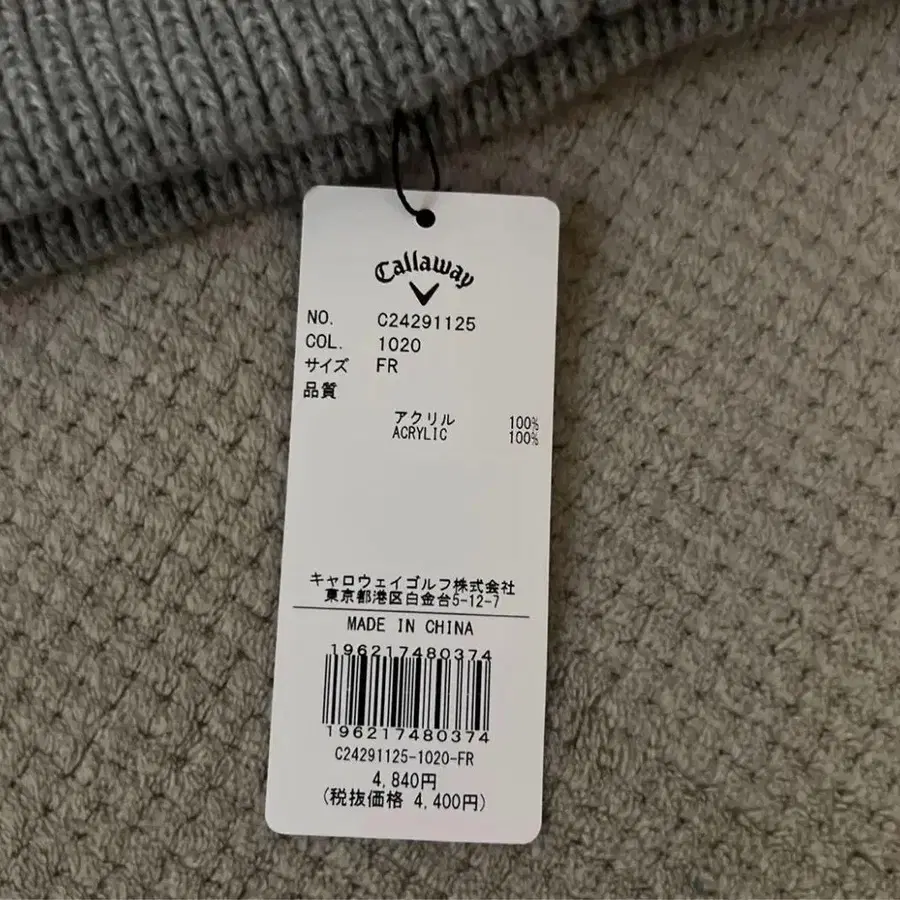 Callaway
NO. C24291125
COL. 1020
サイズ FR
品質
アクリル 100%
ACRYLIC 100%
キャロウェイゴルフ株式会社
東京都港区白金台5-12-7
MADE IN CHINA
196217480374
196217480374
C24291125-1020-FR
4,840円
(税抜価格 4,400円)